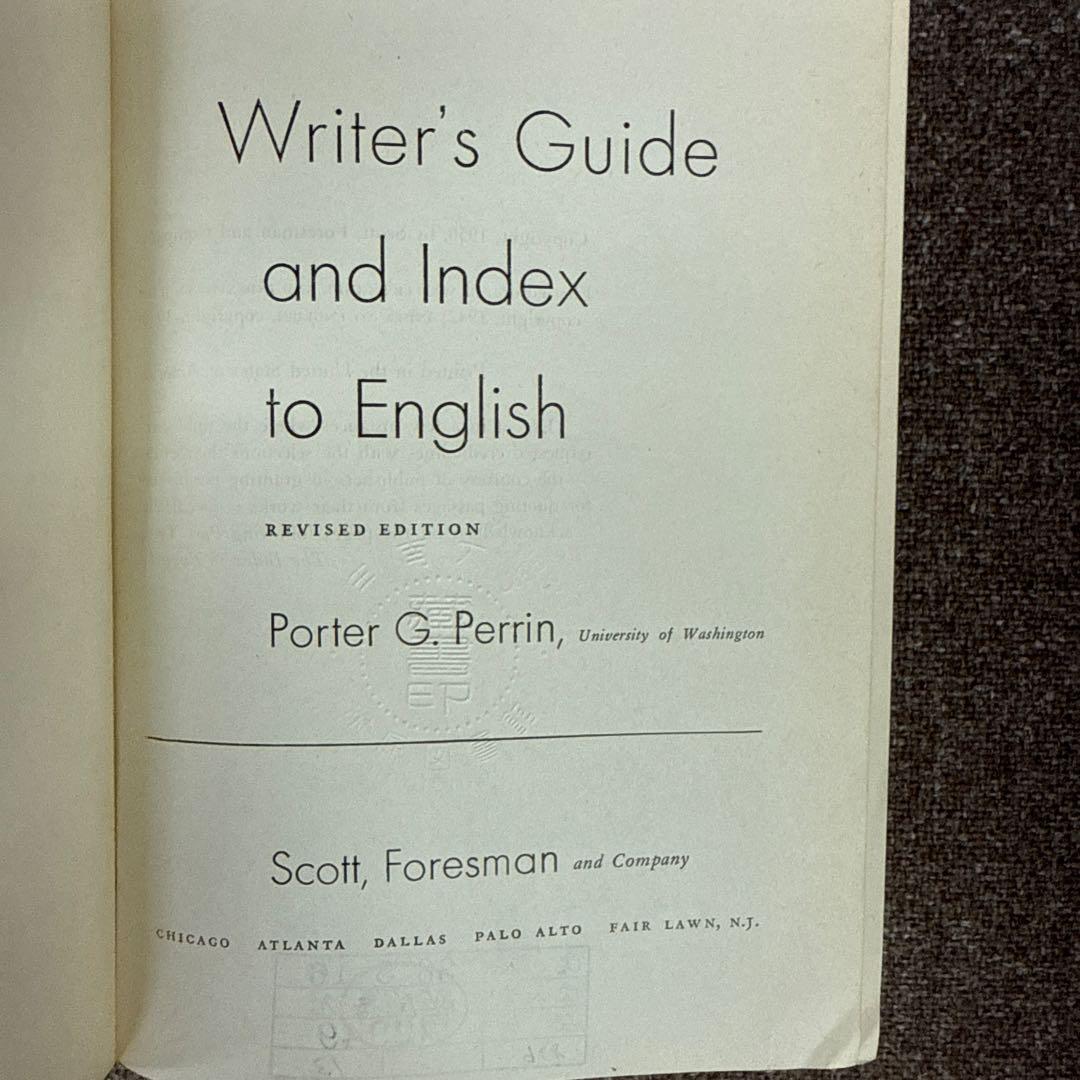 Writer's Guide
and Index
to English
REVISED EDITION
Porter G. Perrin, University of Washington
Scott, Foresman and Company
CHICAGO ATLANTA DALLAS PALO ALTO FAIR LAWN, N.J.